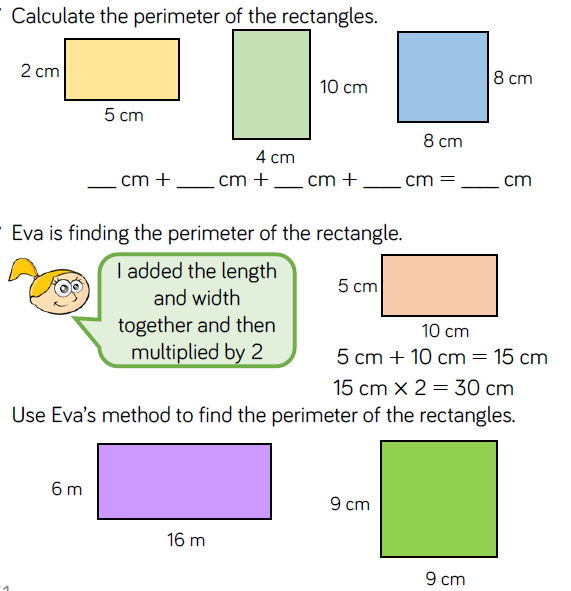 Calculate the perimeter of the rectangles.
2 cm
5 cm
10 cm
4 cm
8 cm
8 cm
___ cm + ___ cm + ___ cm + ___ cm = ___ cm
Eva is finding the perimeter of the rectangle.
I added the length
and width
together and then
multiplied by 2
5 cm
10 cm
5 cm + 10 cm = 15 cm
15 cm × 2 = 30 cm
Use Eva's method to find the perimeter of the rectangles.
6 m
16 m
9 cm
9 cm